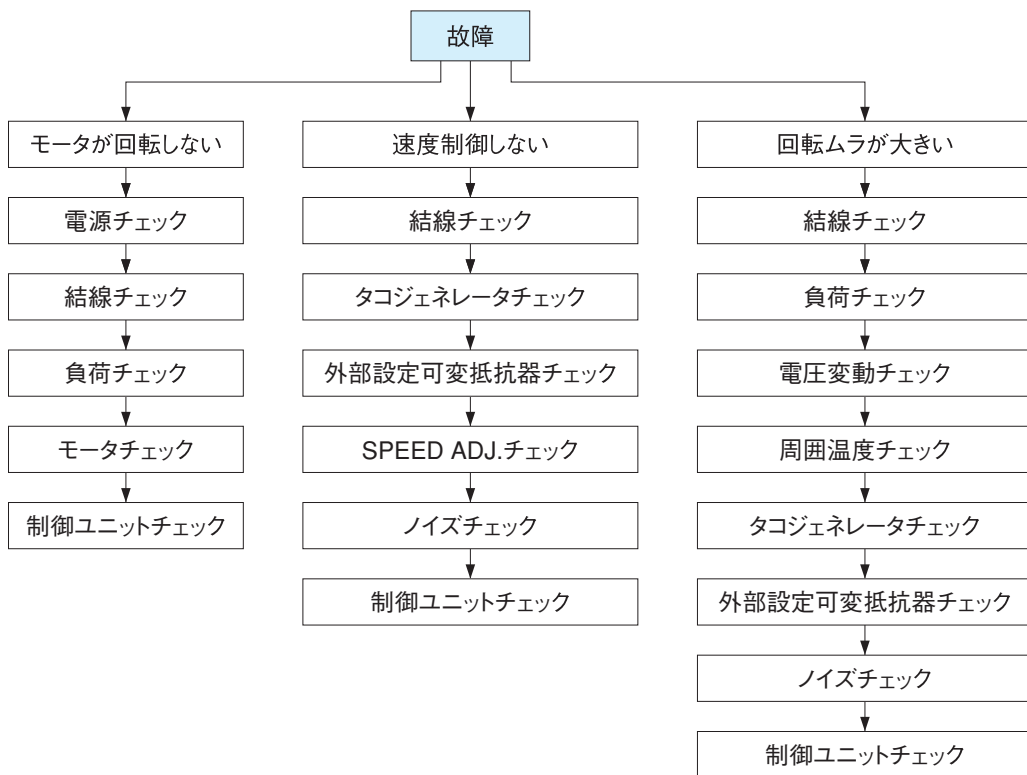 故障
モータが回転しない
電源チェック
結線チェック
負荷チェック
モータチェック
制御ユニットチェック
速度制御しない
結線チェック
タコジェネレータチェック
外部設定可変抵抗器チェック
SPEED ADJ.チェック
ノイズチェック
制御ユニットチェック
回転ムラが大きい
結線チェック
負荷チェック
電圧変動チェック
周囲温度チェック
タコジェネレータチェック
外部設定可変抵抗器チェック
ノイズチェック
制御ユニットチェック